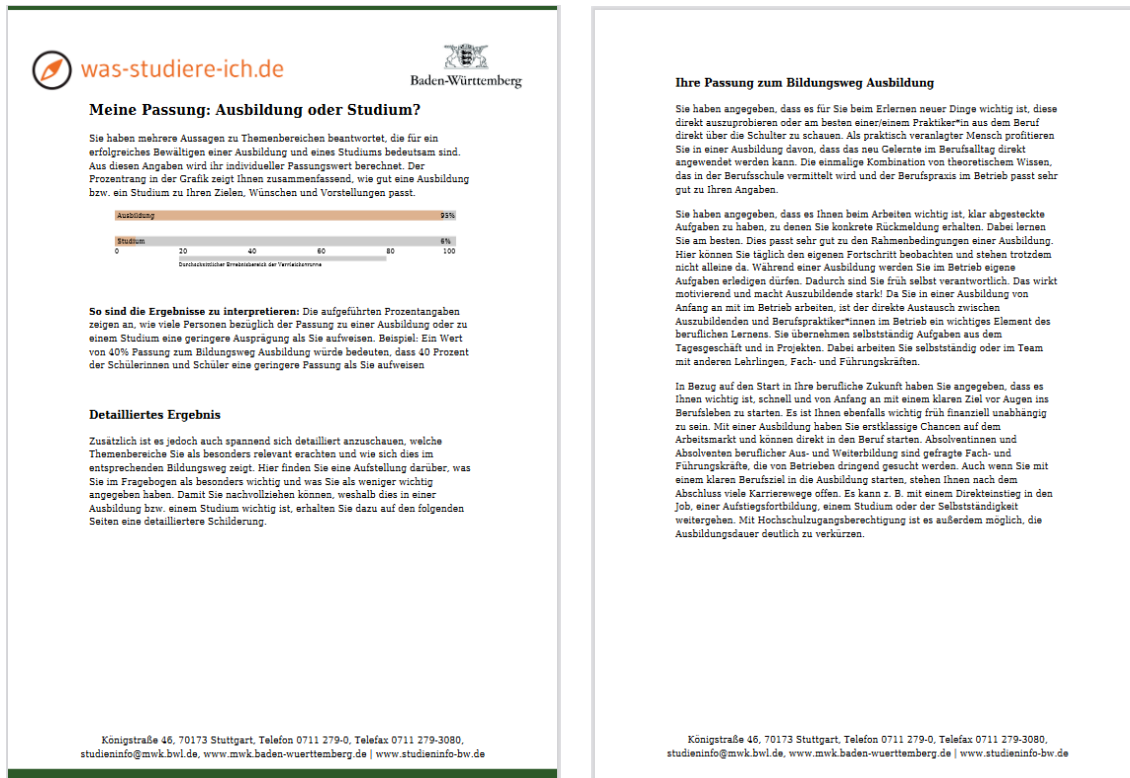 was-studiere-ich.de
Baden-Württemberg
Meine Passung: Ausbildung oder Studium?
Sie haben mehrere Aussagen zu Themenbereichen beantwortet, die für ein
erfolgreiches Bewältigen einer Ausbildung und eines Studiums bedeutsam sind.
Aus diesen Angaben wird ihr individueller Passungswert berechnet. Der
Prozentrang in der Grafik zeigt Ihnen zusammenfassend, wie gut eine Ausbildung
bzw. ein Studium zu Ihren Zielen, Wünschen und Vorstellungen passt.
Ausbildung 93%
Studium 6%
0 20 40 60 80 100
Durchschnittlicher Ergebnisbereich der Vergleichsnorm
So sind die Ergebnisse zu interpretieren: Die aufgeführten Prozentangaben
zeigen an, wie viele Personen bezüglich der Passung zu einer Ausbildung oder zu
einem Studium eine geringere Ausprägung als Sie aufweisen. Beispiel: Ein Wert
von 40% Passung zum Bildungsweg Ausbildung würde bedeuten, dass 40 Prozent
der Schülerinnen und Schüler eine geringere Passung als Sie aufweisen
Detailliertes Ergebnis
Zusätzlich ist es jedoch auch spannend sich detailliert anzuschauen, welche
Themenbereiche Sie als besonders relevant erachten und wie sich dies im
entsprechenden Bildungsweg zeigt. Hier finden Sie eine Aufstellung darüber, was
Sie im Fragebogen als besonders wichtig und was Sie als weniger wichtig
angegeben haben. Damit Sie nachvollziehen können, weshalb dies in einer
Ausbildung bzw. einem Studium wichtig ist, erhalten Sie dazu auf den folgenden
Seiten eine detailliertere Schilderung.
Königstraße 46, 70173 Stuttgart, Telefon 0711 279-0, Telefax 0711 279-3080,
studieninfo@mwk.bwl.de, www.mwk.baden-wuerttemberg.de | www.studieninfo-bw.de
Ihre Passung zum Bildungsweg Ausbildung
Sie haben angegeben, dass es für Sie beim Erlernen neuer Dinge wichtig ist, diese
direkt auszuprobieren oder am besten einer/einem Praktiker*in aus dem Beruf
direkt über die Schulter zu schauen. Als praktisch veranlagter Mensch profitieren
Sie in einer Ausbildung davon, dass das neu Gelernte im Berufsalltag direkt
angewendet werden kann. Die einmalige Kombination von theoretischem Wissen,
das in der Berufsschule vermittelt wird und der Berufspraxis im Betrieb passt sehr
gut zu Ihren Angaben.
Sie haben angegeben, dass es Ihnen beim Arbeiten wichtig ist, klar abgesteckte
Aufgaben zu haben, zu denen Sie konkrete Rückmeldung erhalten. Dabei lernen
Sie am besten. Dies passt sehr gut zu den Rahmenbedingungen einer Ausbildung.
Hier können Sie täglich den eigenen Fortschritt beobachten und stehen trotzdem
nicht alleine da. Während einer Ausbildung werden Sie im Betrieb eigene
Aufgaben erledigen dürfen. Dadurch sind Sie früh selbst verantwortlich. Das wirkt
motivierend und macht Auszubildende stark! Da Sie in einer Ausbildung von
Anfang an mit im Betrieb arbeiten, ist der direkte Austausch zwischen
Auszubildenden und Berufspraktiker*innen im Betrieb ein wichtiges Element des
beruflichen Lernens. Sie übernehmen selbstständig Aufgaben aus dem
Tagesgeschäft und in Projekten. Dabei arbeiten Sie selbstständig oder im Team
mit anderen Lehrlingen, Fach- und Führungskräften.
In Bezug auf den Start in Ihre berufliche Zukunft haben Sie angegeben, dass es
Ihnen wichtig ist, schnell und von Anfang an mit einem klaren Ziel vor Augen ins
Berufsleben zu starten. Es ist Ihnen ebenfalls wichtig früh finanziell unabhängig
zu sein. Mit einer Ausbildung haben Sie erstklassige Chancen auf dem
Arbeitsmarkt und können direkt in den Beruf starten. Absolventinnen und
Absolventen beruflicher Aus- und Weiterbildung sind gefragte Fach- und
Führungskräfte, die von Betrieben dringend gesucht werden. Auch wenn Sie mit
einem klaren Berufsziel in die Ausbildung starten, stehen Ihnen nach dem
Abschluss viele Karrierewege offen. Es kann z. B. mit einem Direkteinstieg in den
Job, einer Aufstiegsfortbildung, einem Studium oder der Selbstständigkeit
weitergehen. Mit Hochschulzugangsberechtigung ist es außerdem möglich, die
Ausbildungsdauer deutlich zu verkürzen.
Königstraße 46, 70173 Stuttgart, Telefon 0711 279-0, Telefax 0711 279-3080,
studieninfo@mwk.bwl.de, www.mwk.baden-wuerttemberg.de | www.studieninfo-bw.de